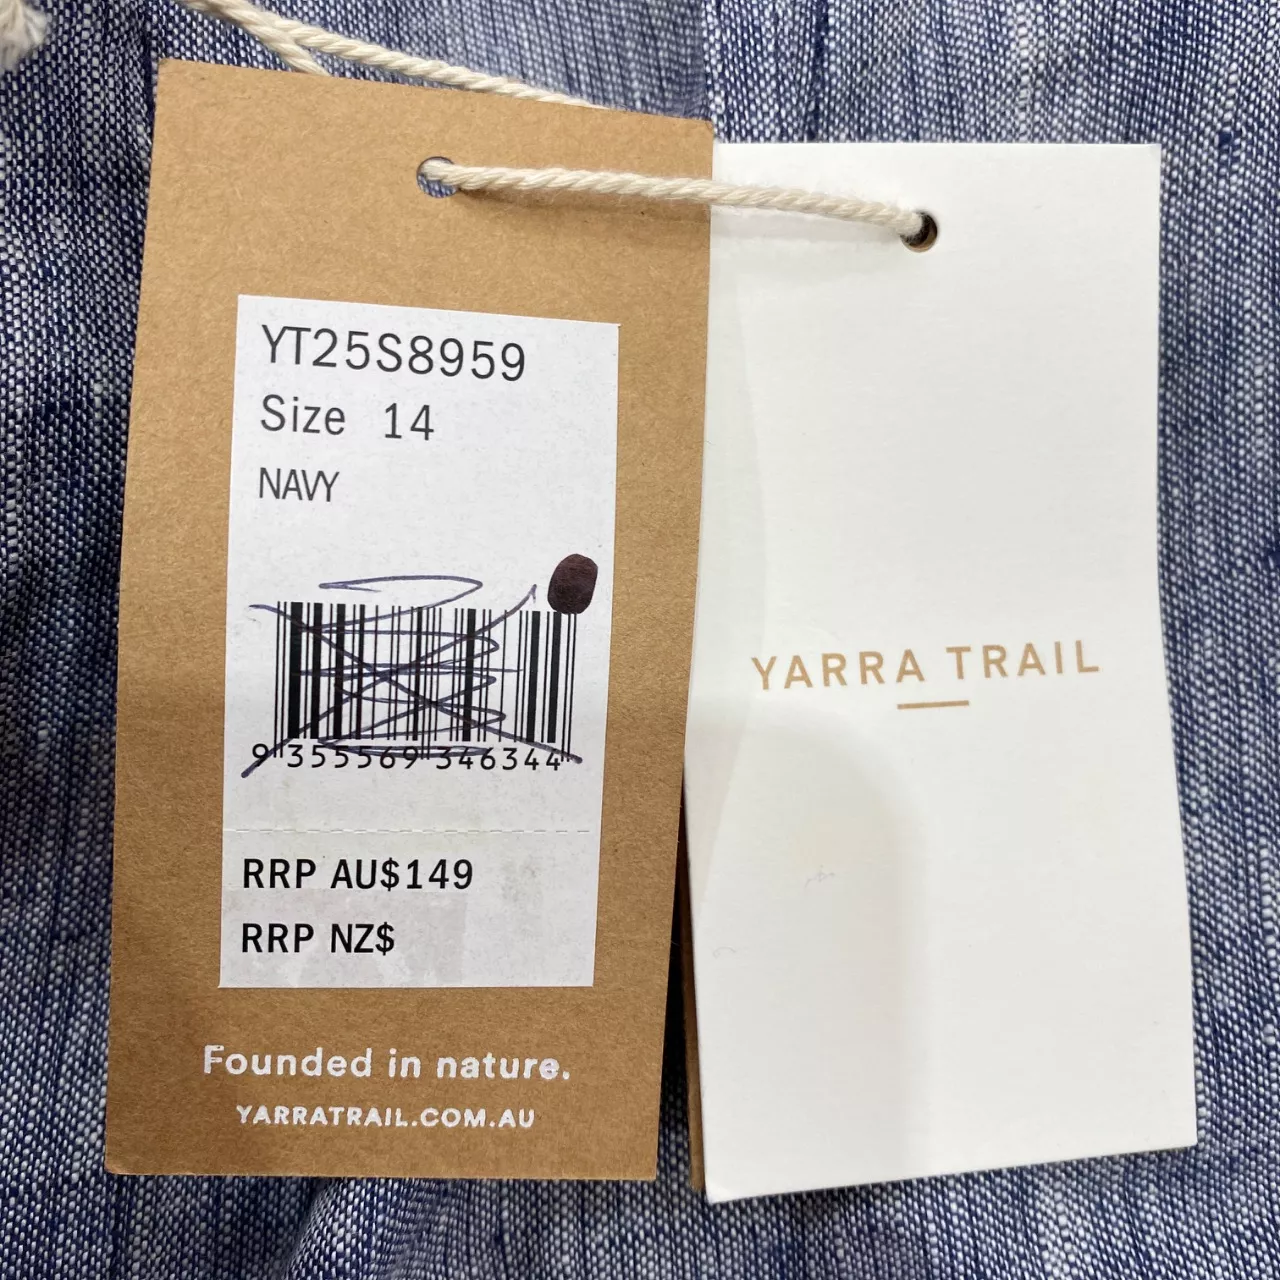 YT25S8959
Size 14
NAVY
9 355569 346344
RRP AU$149
RRP NZ$
Founded in nature.
YARRATRAIL.COM.AU
YARRA TRAIL